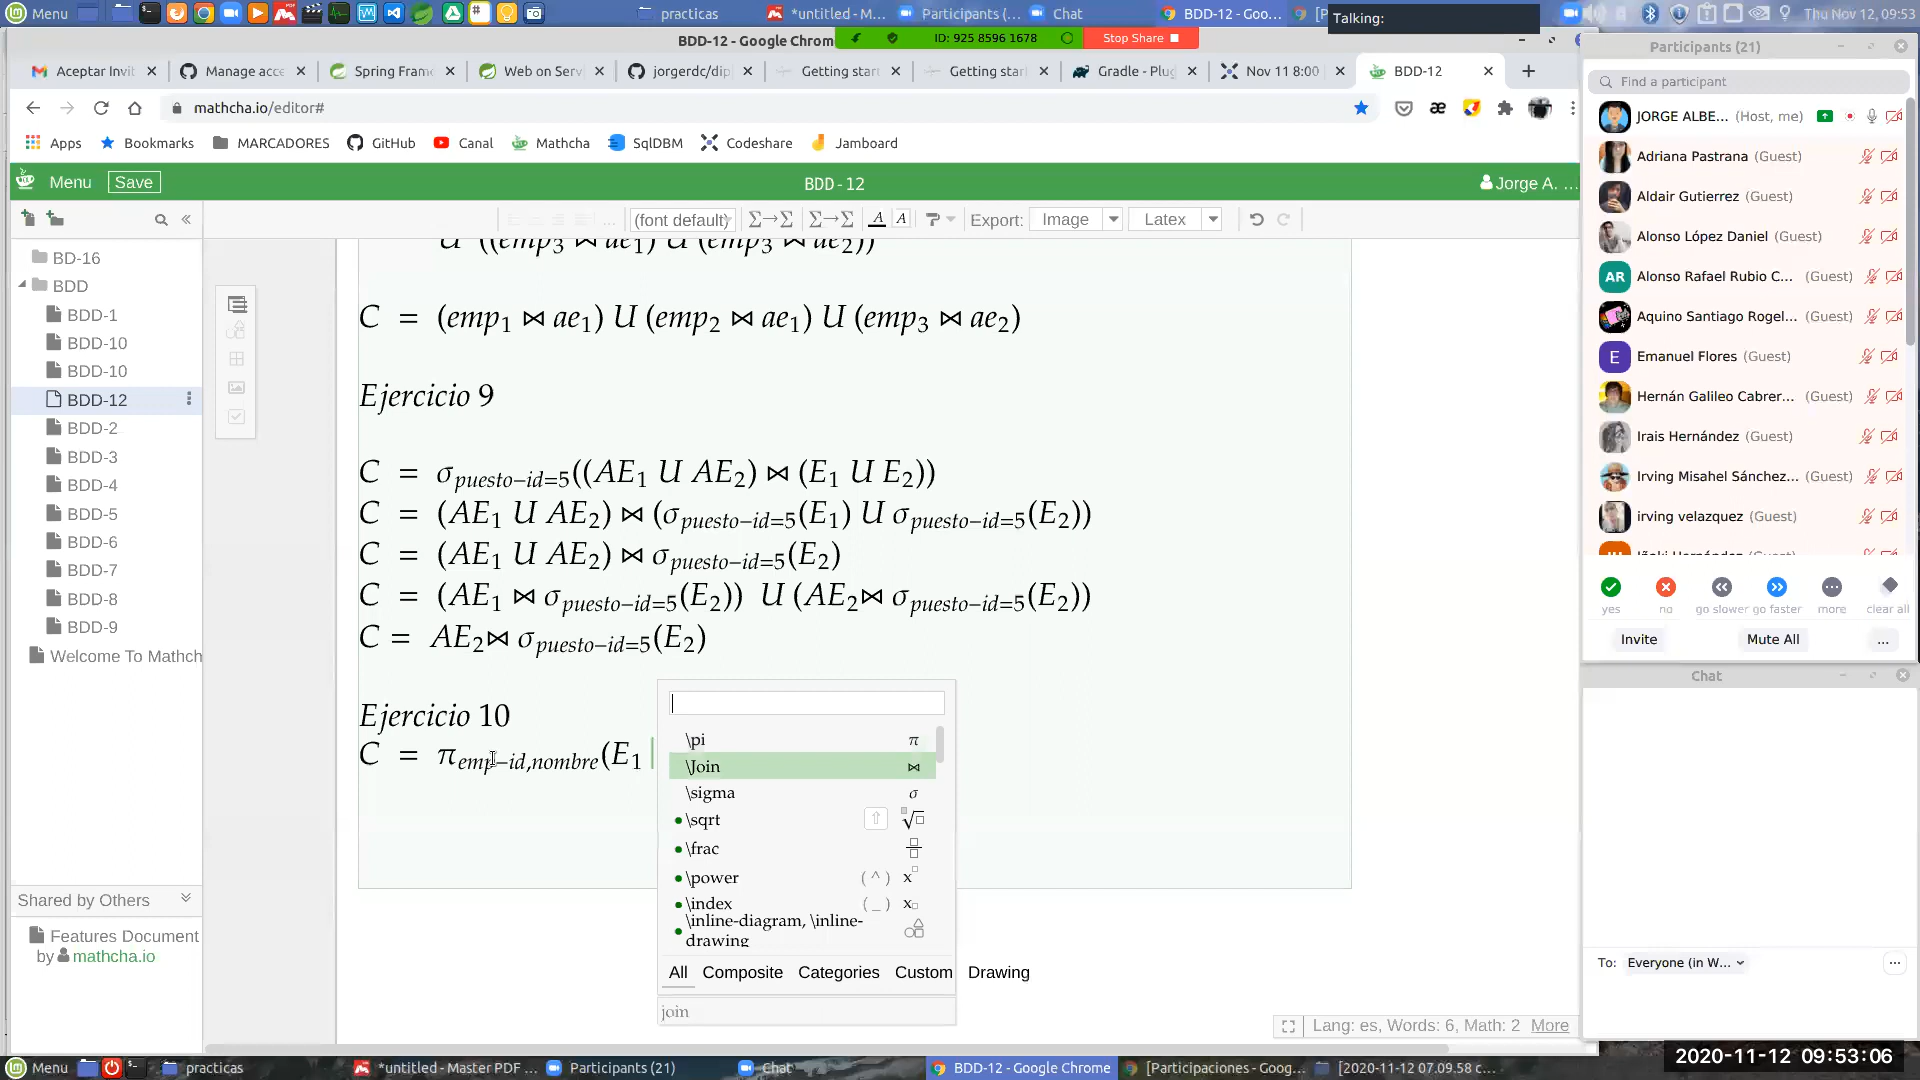 Menu
practicas
*untitled - M...
Participants (...
Chat
BDD-12 - Goo...
Talking:
Thu Nov 12, 09:53
BDD-12 - Google Chrom
ID: 925 8596 1678
Stop Share
Aceptar Invit
Manage acce
Spring Frame
Web on Serv
jorgerdc/dip
Getting start
Getting start
Gradle - Plug
Nov 11 8:00
BDD-12
mathcha.io/editor#
Apps
Bookmarks
MARCADORES
GitHub
Canal
Mathcha
SqlDBM
Codeshare
Jamboard
Menu
Save
BDD-12
Jorge A. ...
(font default)
Σ→Σ
Σ→Σ
A
A
Export:
Image
Latex
BD-16
BDD
BDD-1
BDD-10
BDD-10
BDD-12
BDD-2
BDD-3
BDD-4
BDD-5
BDD-6
BDD-7
BDD-8
BDD-9
Welcome To Mathch
Shared by Others
Features Document
by mathcha.io
U ((emp₃ ⋈ ae₁) U (emp₃ ⋈ ae₂))
C = (emp₁ ⋈ ae₁) U (emp₂ ⋈ ae₁) U (emp₃ ⋈ ae₂)
Ejercicio 9
C = σpuesto−id=5((AE₁ U AE₂) ⋈ (E₁ U E₂))
C = (AE₁ U AE₂) ⋈ (σpuesto−id=5(E₁) U σpuesto−id=5(E₂))
C = (AE₁ U AE₂) ⋈ σpuesto−id=5(E₂)
C = (AE₁ ⋈ σpuesto−id=5(E₂)) U (AE₂⋈ σpuesto−id=5(E₂))
C = AE₂⋈ σpuesto−id=5(E₂)
Ejercicio 10
C = πemp−id,nombre(E₁
\pi π
\Join ⋈
\sigma σ
\sqrt
\frac
\power (^) x
\index (_) x
\inline-diagram, \inline-
drawing
All Composite Categories Custom Drawing
join
Lang: es, Words: 6, Math: 2 More
Participants (21)
Find a participant
JORGE ALBE... (Host, me)
Adriana Pastrana (Guest)
Aldair Gutierrez (Guest)
Alonso López Daniel (Guest)
AR Alonso Rafael Rubio C... (Guest)
Aquino Santiago Rogel... (Guest)
E Emanuel Flores (Guest)
Hernán Galileo Cabrer... (Guest)
Irais Hernández (Guest)
Irving Misahel Sánchez... (Guest)
irving velazquez (Guest)
Iñaki Hernández (Guest)
yes no go slower go faster more clear all
Invite
Mute All
...
Chat
To: Everyone (in W...
2020-11-12 09:53:06
Menu
practicas
*untitled - Master PDF ...
Participants (21)
Chat
BDD-12 - Google Chrome
[Participaciones - Goog...
[2020-11-12 07.09.58 c...